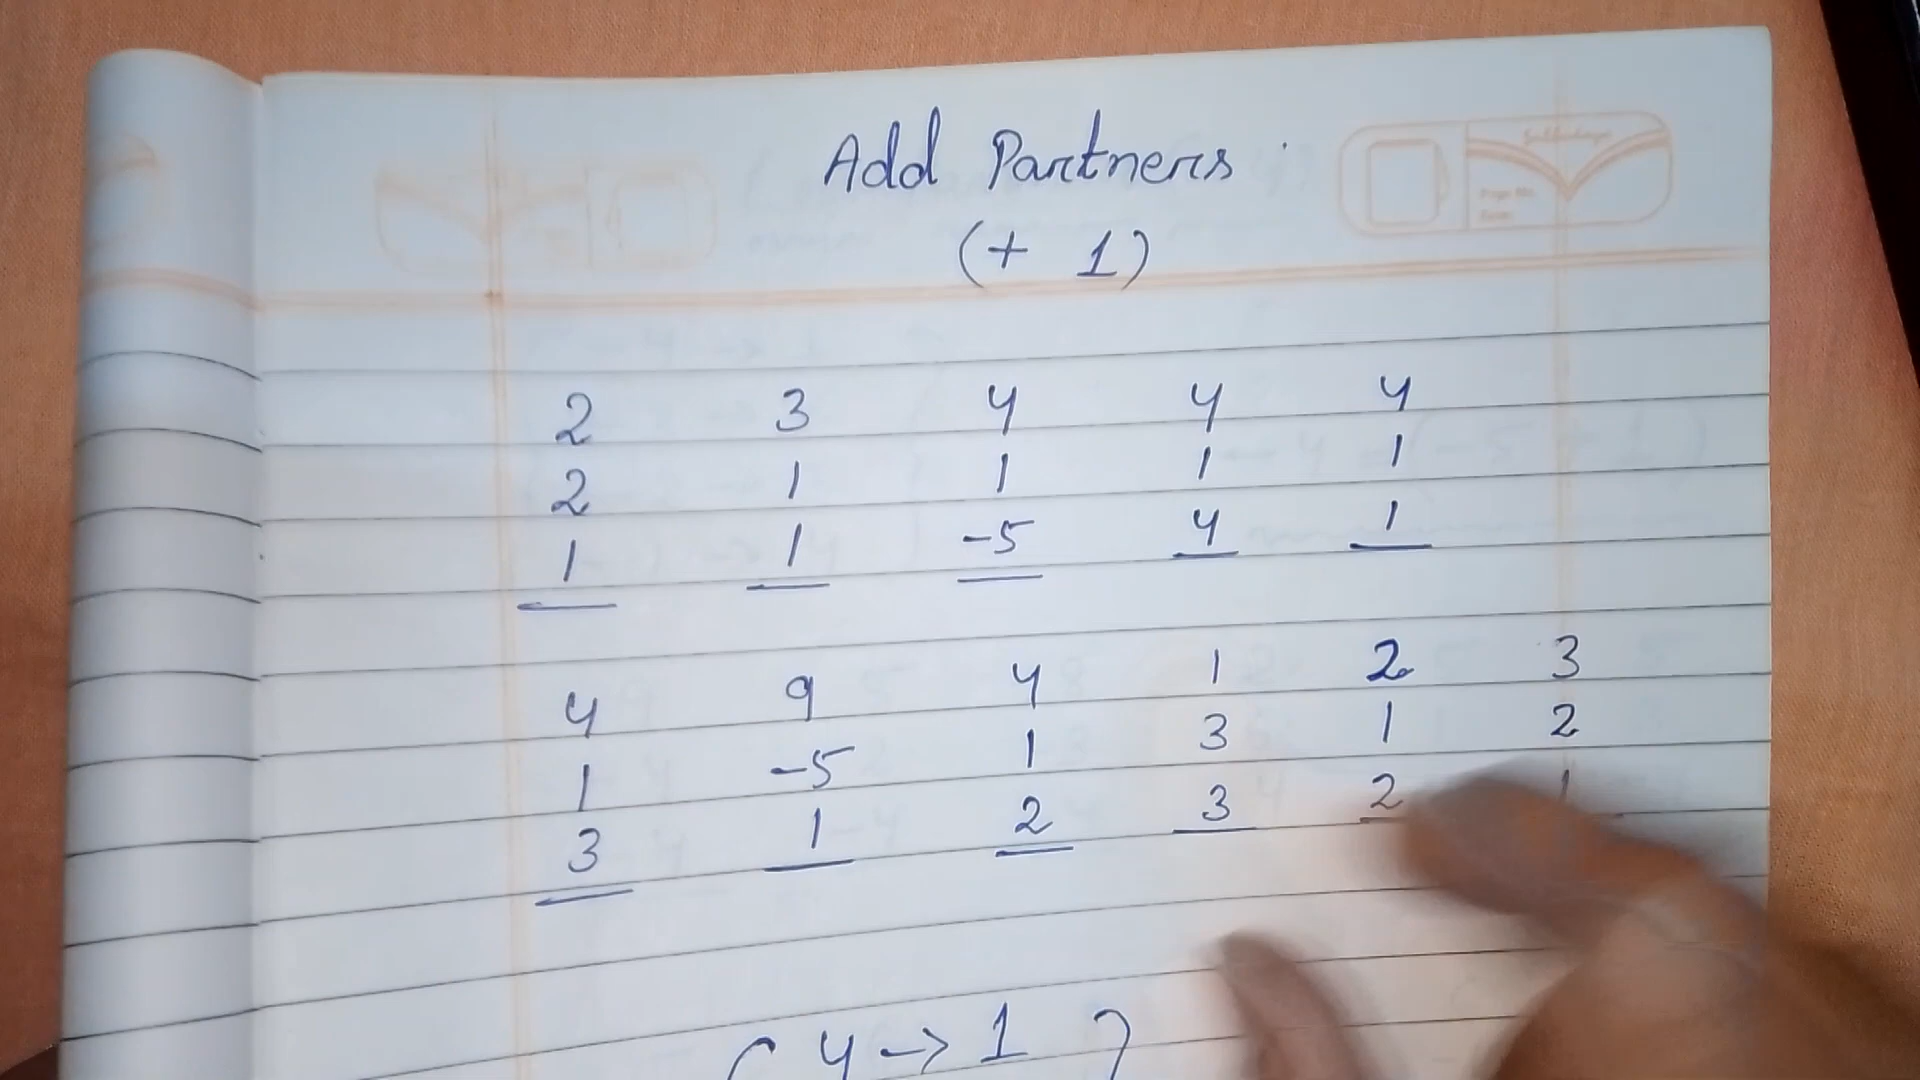 Add Partners
(+ 1)
2 3 4 4 4
2 1 1 1 1
1 1 -5 4 1
4 9 4 1 2 3
1 -5 1 3 1 2
3 1 2 3 2 1
(4 -> 1)